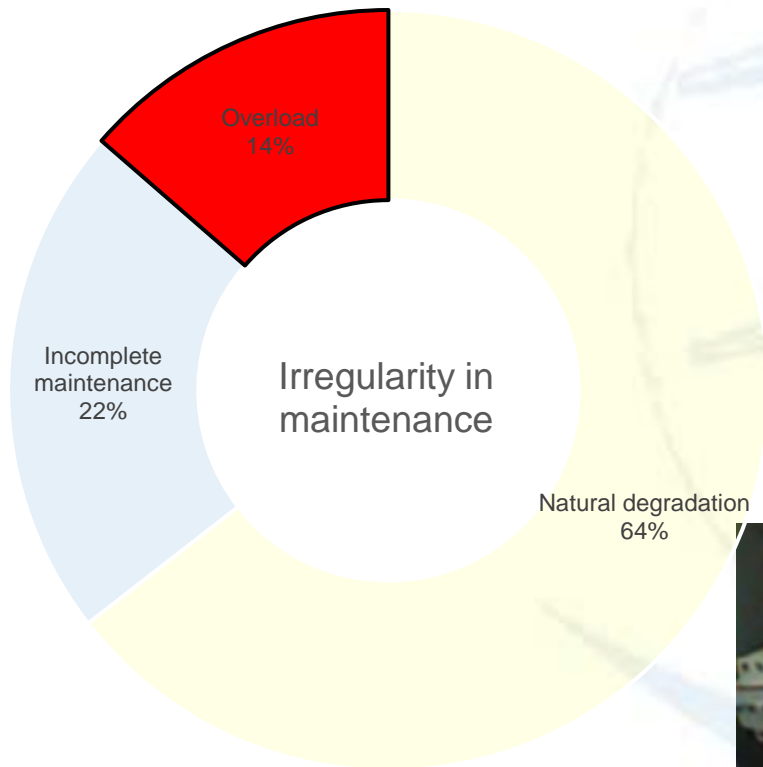 Overload
14%
Incomplete
maintenance
22%
Irregularity in
maintenance
Natural degradation
64%